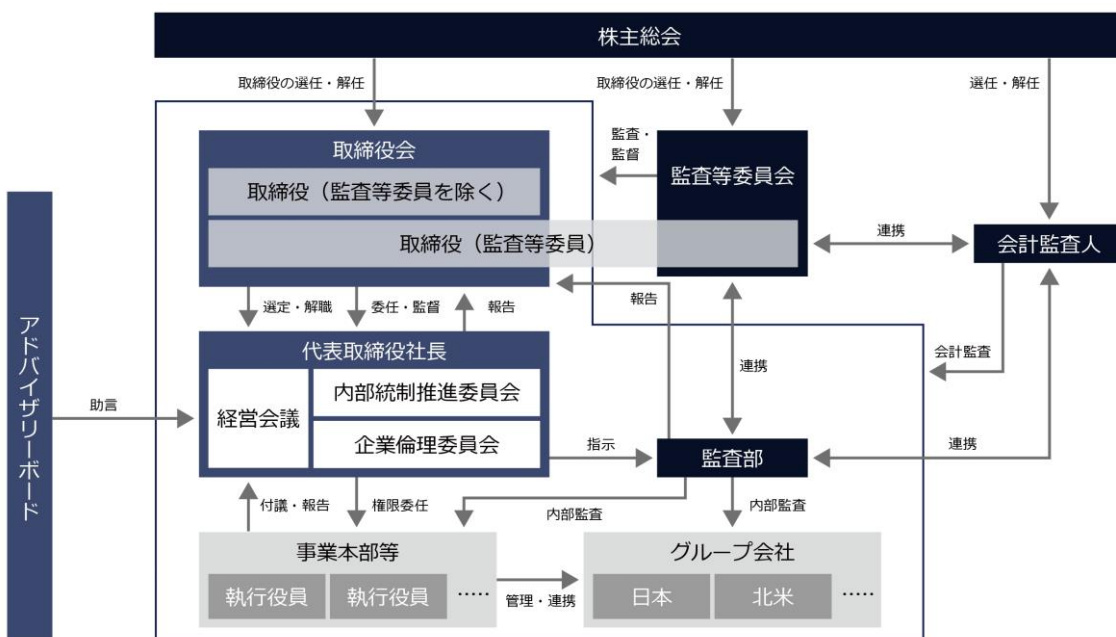 株主総会
取締役の選任・解任
取締役の選任・解任
選任・解任
取締役会
取締役（監査等委員を除く）
取締役（監査等委員）
監査・
監督
監査等委員会
連携
会計監査人
選定・解職
委任・監督
報告
報告
連携
会計監査
アドバイザリーボード
助言
代表取締役社長
経営会議
内部統制推進委員会
企業倫理委員会
指示
監査部
連携
付議・報告
権限委任
内部監査
内部監査
事業本部等
執行役員
執行役員
.....
管理・連携
グループ会社
日本
北米
.....